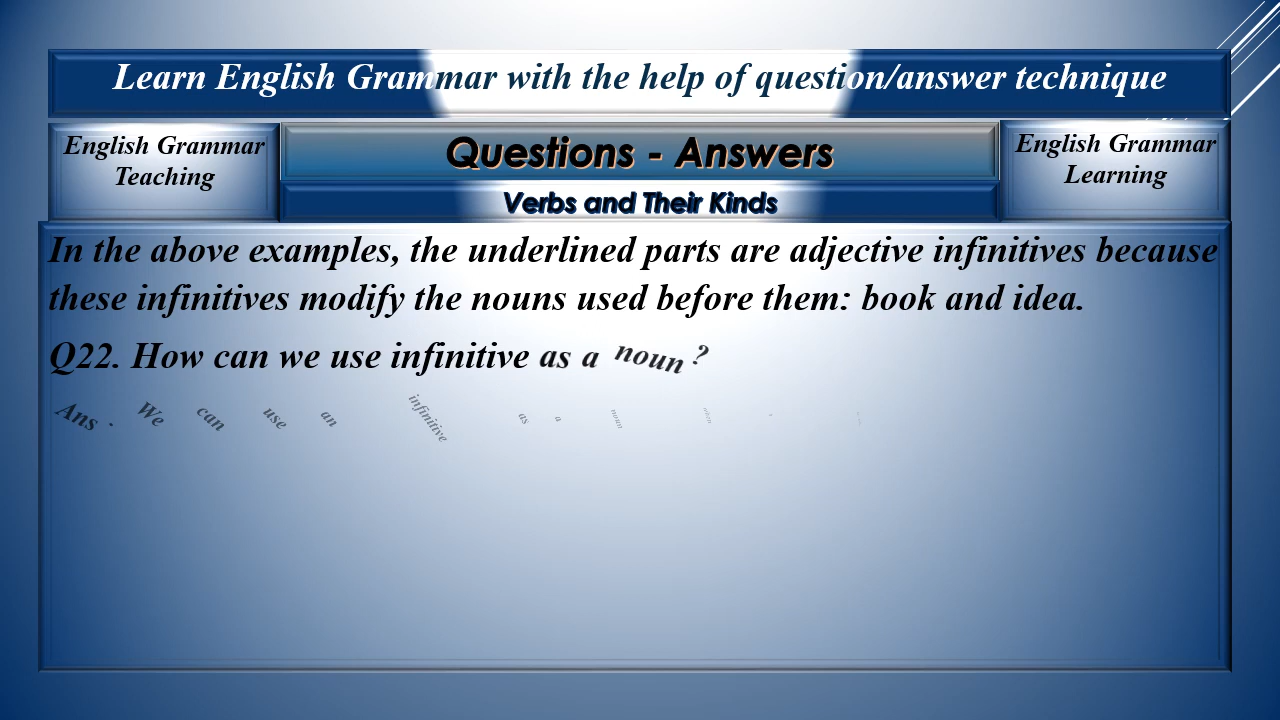 Learn English Grammar with the help of question/answer technique
English Grammar
Teaching
Questions - Answers
Verbs and Their Kinds
English Grammar
Learning
In the above examples, the underlined parts are adjective infinitives because
these infinitives modify the nouns used before them: book and idea.
Q22. How can we use infinitive as a noun?
Ans. We can use an infinitive as a noun when